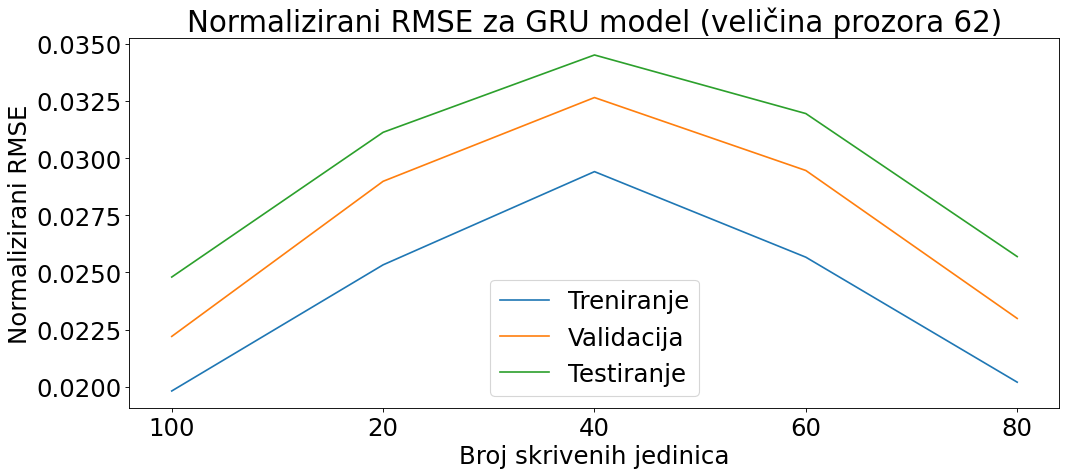 Normalizirani RMSE za GRU model (veličina prozora 62)
Normalizirani RMSE
0.0350
0.0325
0.0300
0.0275
0.0250
0.0225
0.0200
Treniranje
Validacija
Testiranje
100 20 40 60 80
Broj skrivenih jedinica